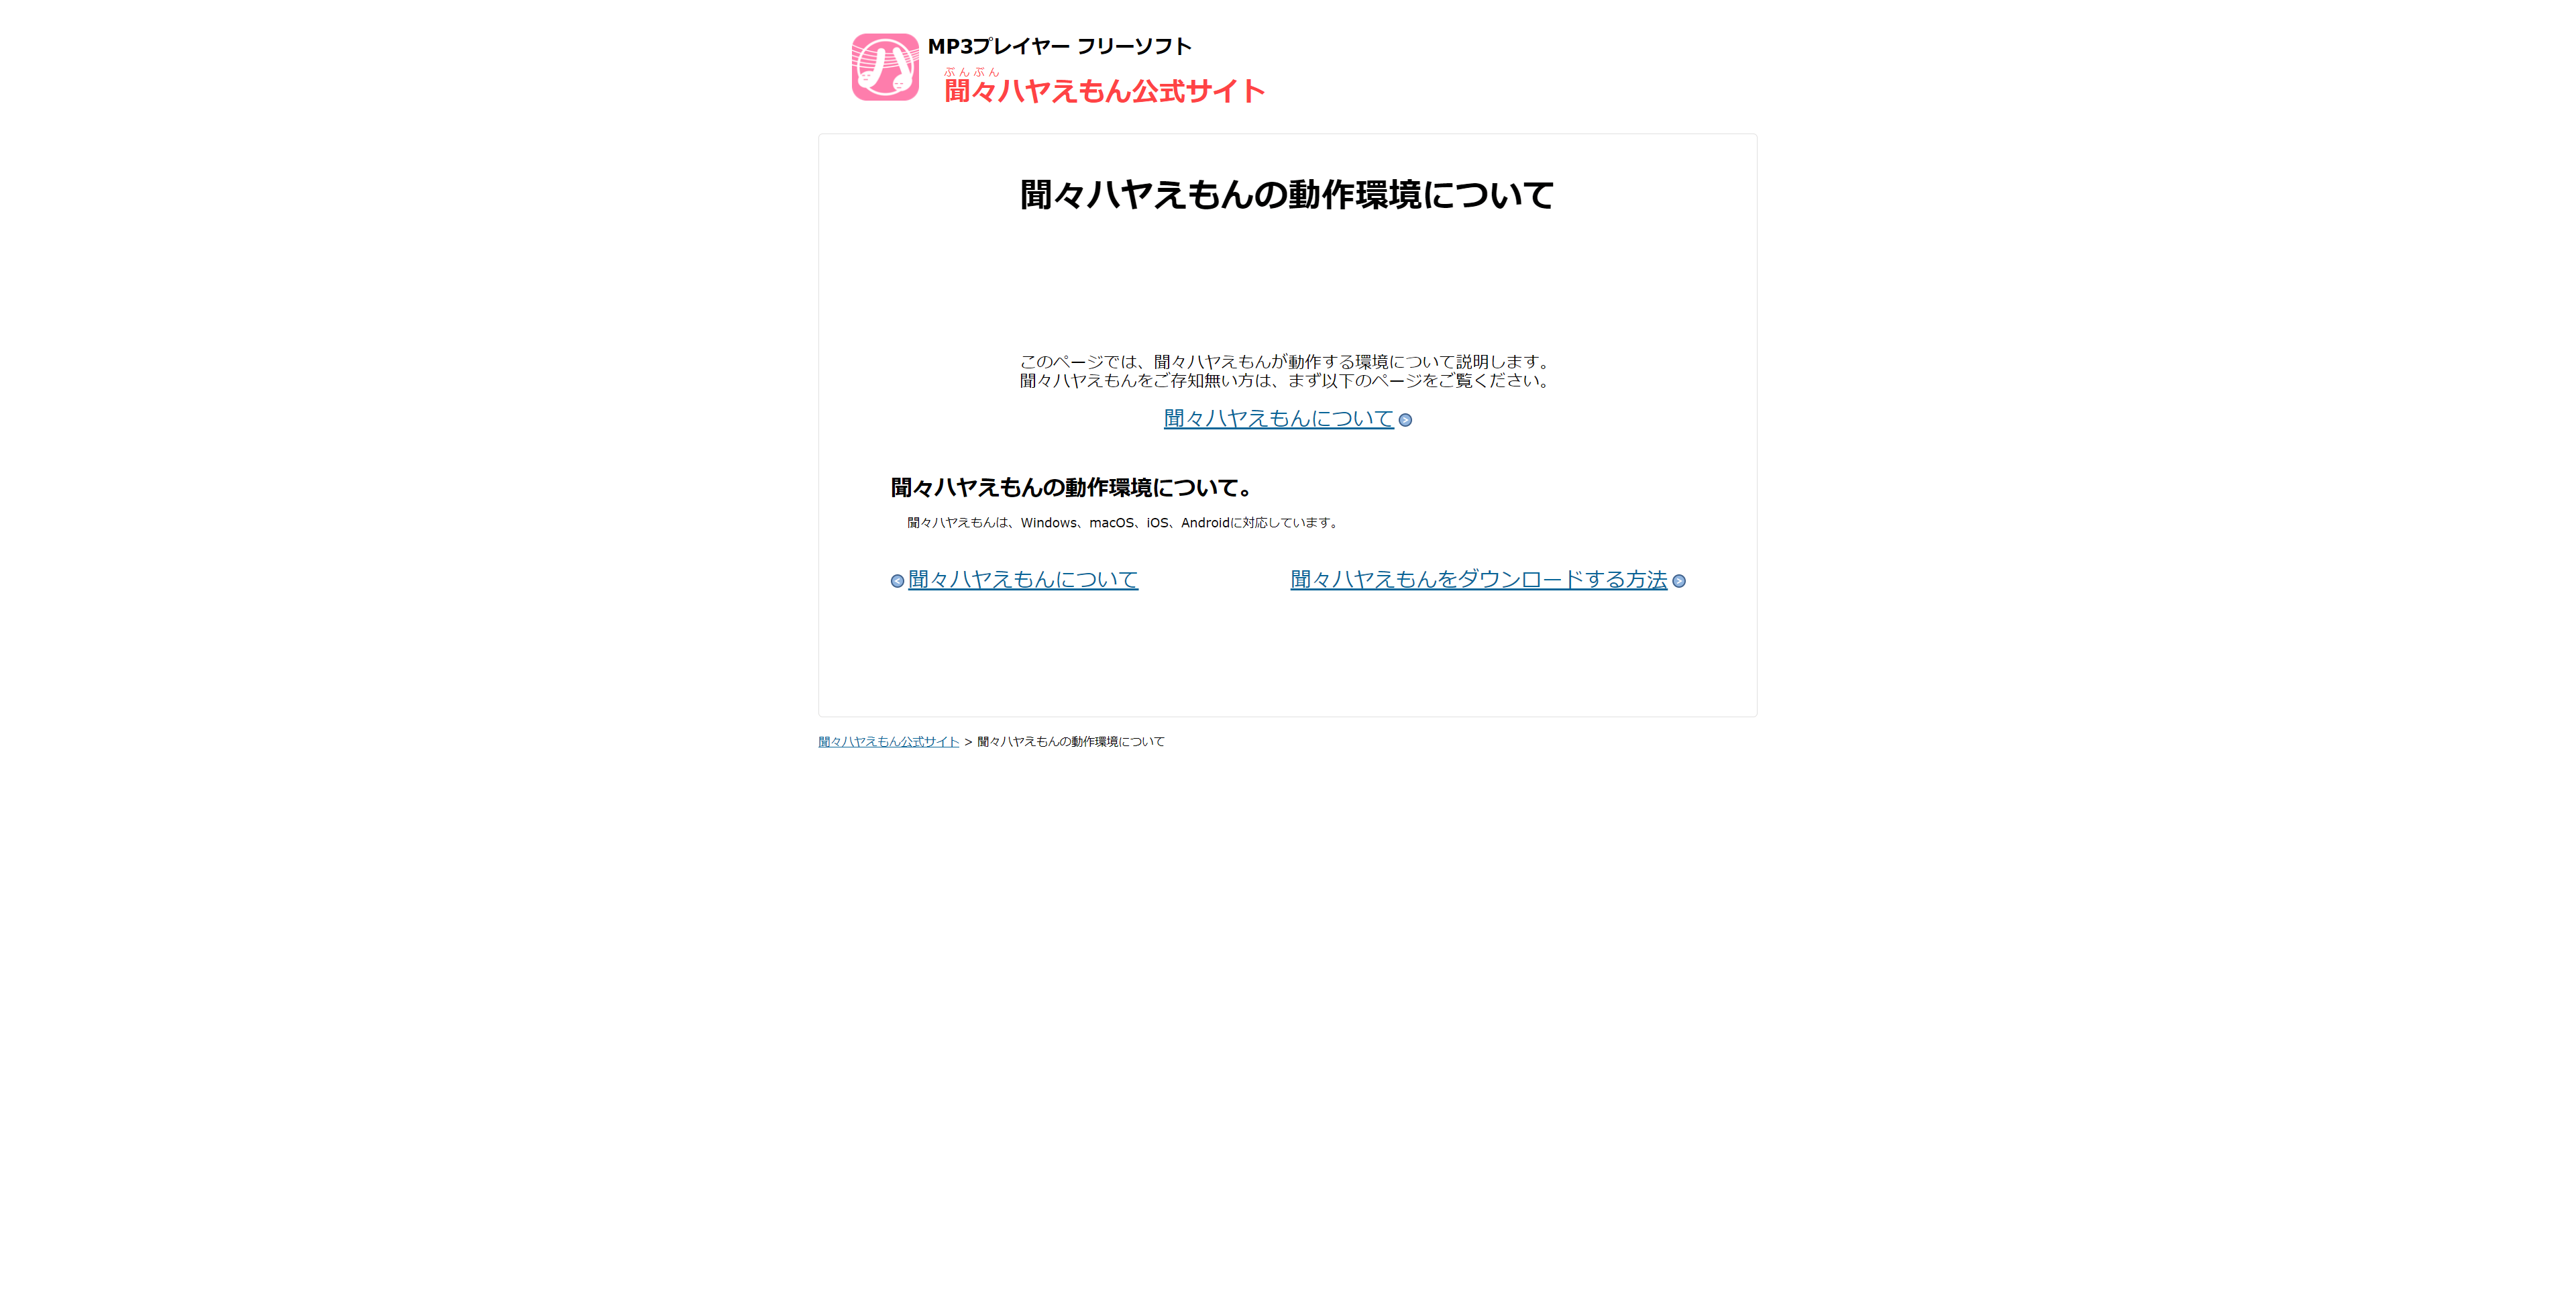 MP3プレイヤー フリーソフト
ぶんぶん
聞々ハヤえもん公式サイト
聞々ハヤえもんの動作環境について
このページでは、聞々ハヤえもんが動作する環境について説明します。
聞々ハヤえもんをご存知無い方は、まず以下のページをご覧ください。
聞々ハヤえもんについて
聞々ハヤえもんの動作環境について。
聞々ハヤえもんは、Windows、macOS、iOS、Androidに対応しています。
聞々ハヤえもんについて 聞々ハヤえもんをダウンロードする方法
聞々ハヤえもん公式サイト > 聞々ハヤえもんの動作環境について